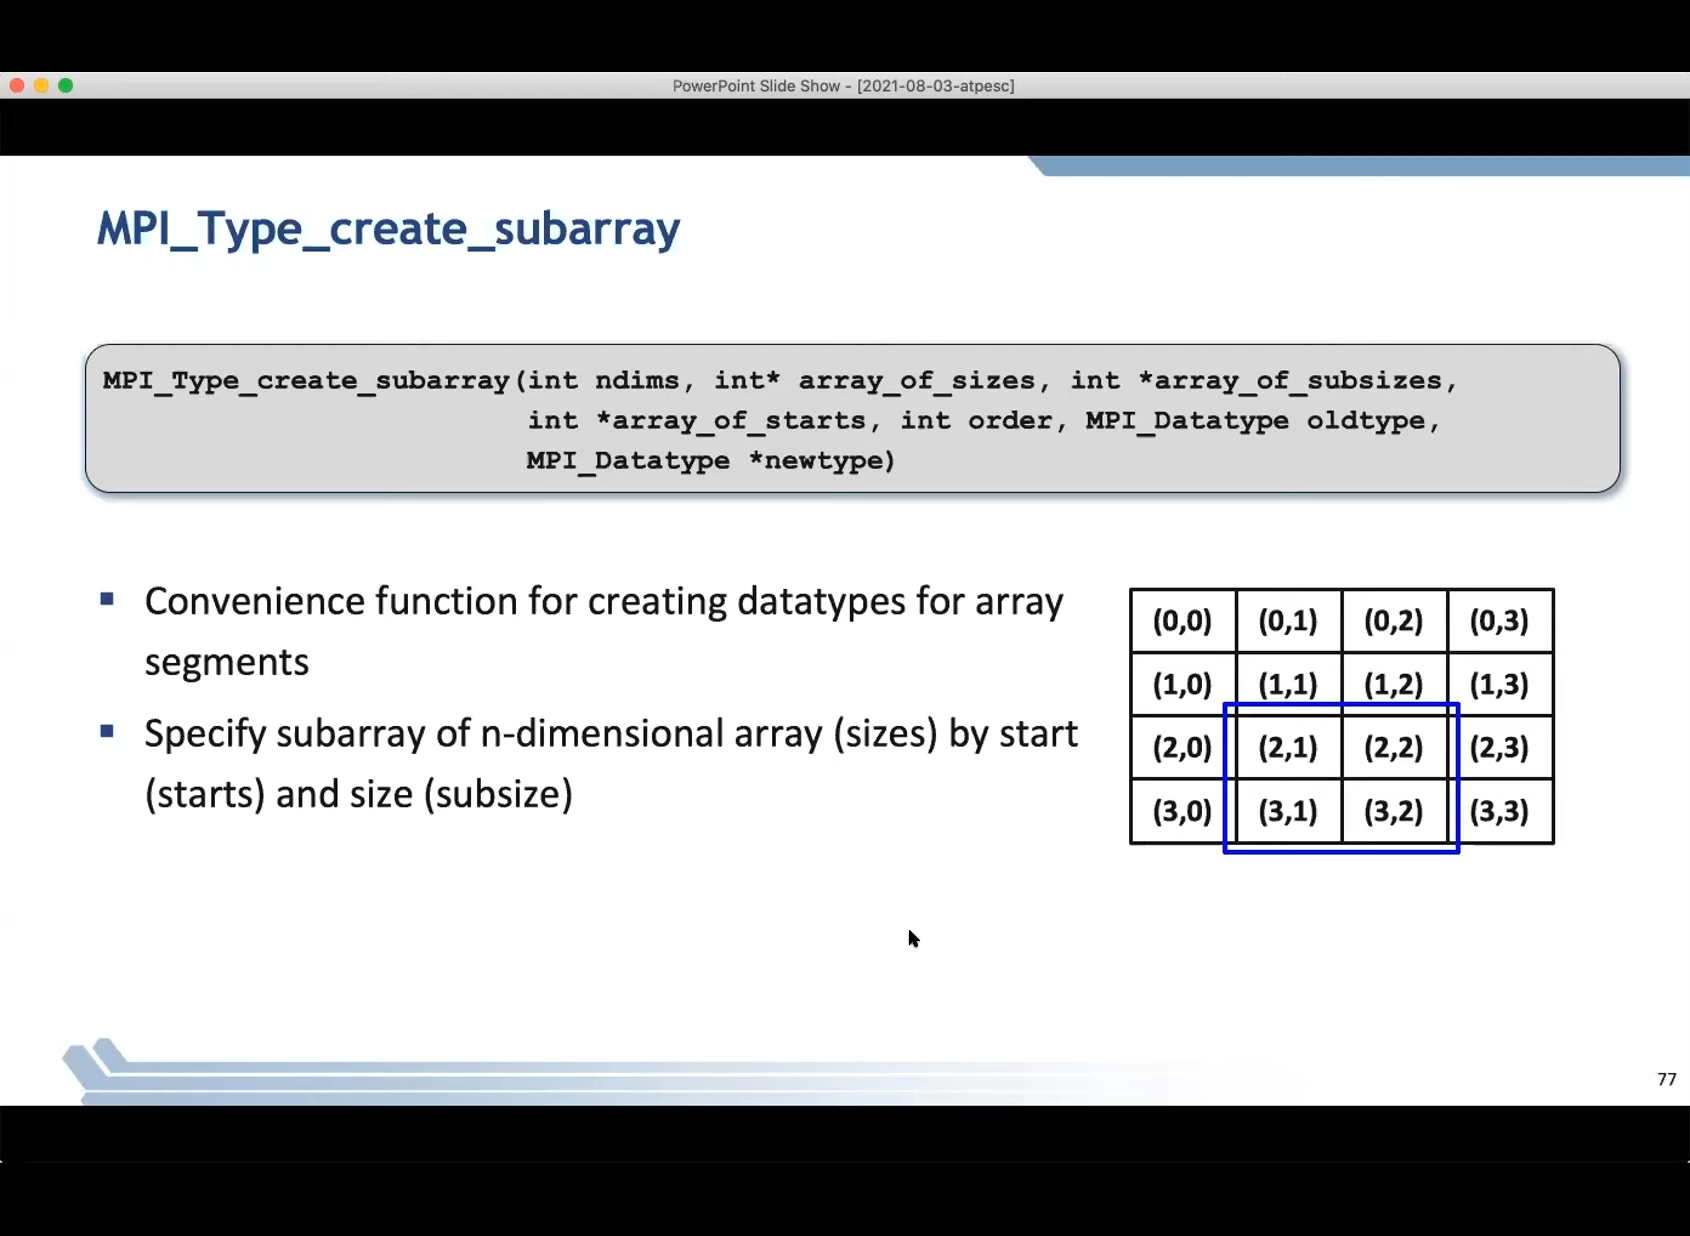 PowerPoint Slide Show - [2021-08-03-atpesc]
MPI_Type_create_subarray
MPI_Type_create_subarray(int ndims, int* array_of_sizes, int *array_of_subsizes,
int *array_of_starts, int order, MPI_Datatype oldtype,
MPI_Datatype *newtype)
▪ Convenience function for creating datatypes for array
segments
▪ Specify subarray of n-dimensional array (sizes) by start
(starts) and size (subsize)
(0,0) (0,1) (0,2) (0,3)
(1,0) (1,1) (1,2) (1,3)
(2,0) (2,1) (2,2) (2,3)
(3,0) (3,1) (3,2) (3,3)
77